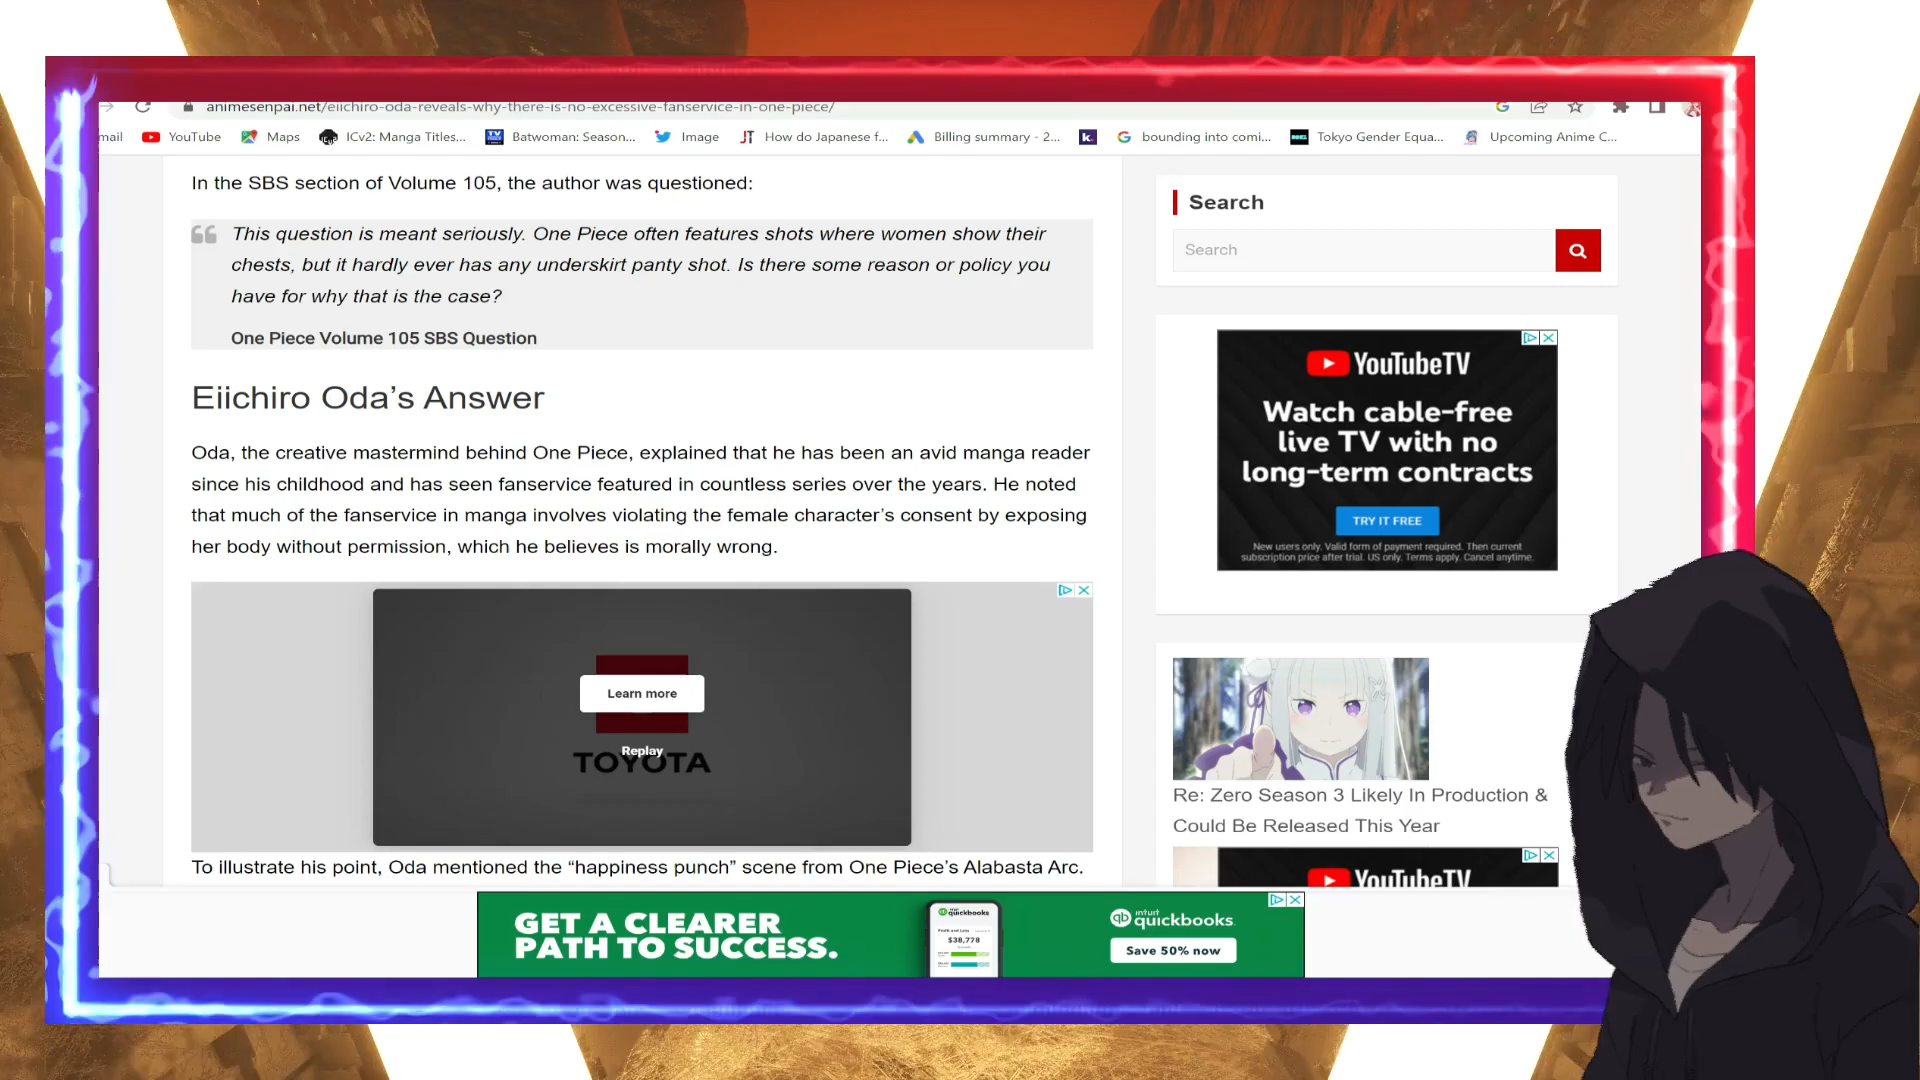 animesenpai.net/eiichiro-oda-reveals-why-there-is-no-excessive-fanservice-in-one-piece/
mail YouTube Maps ICv2: Manga Titles... Batwoman: Season... Image How do Japanese f... Billing summary - 2... bounding into comi... Tokyo Gender Equa... Upcoming Anime C...
In the SBS section of Volume 105, the author was questioned:
This question is meant seriously. One Piece often features shots where women show their
chests, but it hardly ever has any underskirt panty shot. Is there some reason or policy you
have for why that is the case?
One Piece Volume 105 SBS Question
Eiichiro Oda’s Answer
Oda, the creative mastermind behind One Piece, explained that he has been an avid manga reader
since his childhood and has seen fanservice featured in countless series over the years. He noted
that much of the fanservice in manga involves violating the female character’s consent by exposing
her body without permission, which he believes is morally wrong.
Learn more
Replay
TOYOTA
To illustrate his point, Oda mentioned the “happiness punch” scene from One Piece’s Alabasta Arc.
Search
Search
YouTubeTV
Watch cable-free
live TV with no
long-term contracts
TRY IT FREE
New users only. Valid form of payment required. Then current
subscription price after trial. US only. Terms apply. Cancel anytime.
Re: Zero Season 3 Likely In Production &
Could Be Released This Year
YouTubeTV
GET A CLEARER
PATH TO SUCCESS.
quickbooks
$38,778
intuit
quickbooks.
Save 50% now